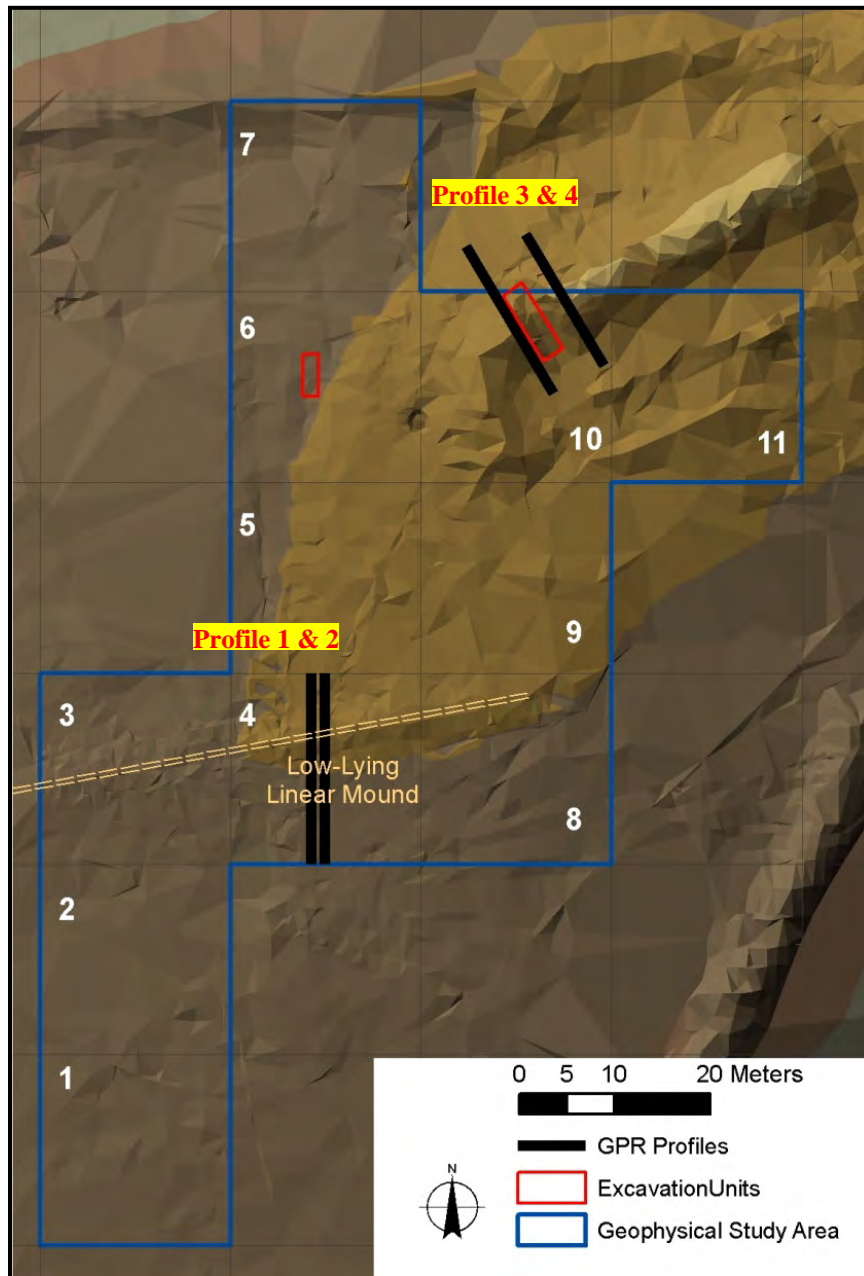 7
Profile 3 & 4
6
10
11
5
Profile 1 & 2
9
3
4
Low-Lying
Linear Mound
8
2
1
0 5 10 20 Meters
GPR Profiles
N
ExcavationUnits
Geophysical Study Area